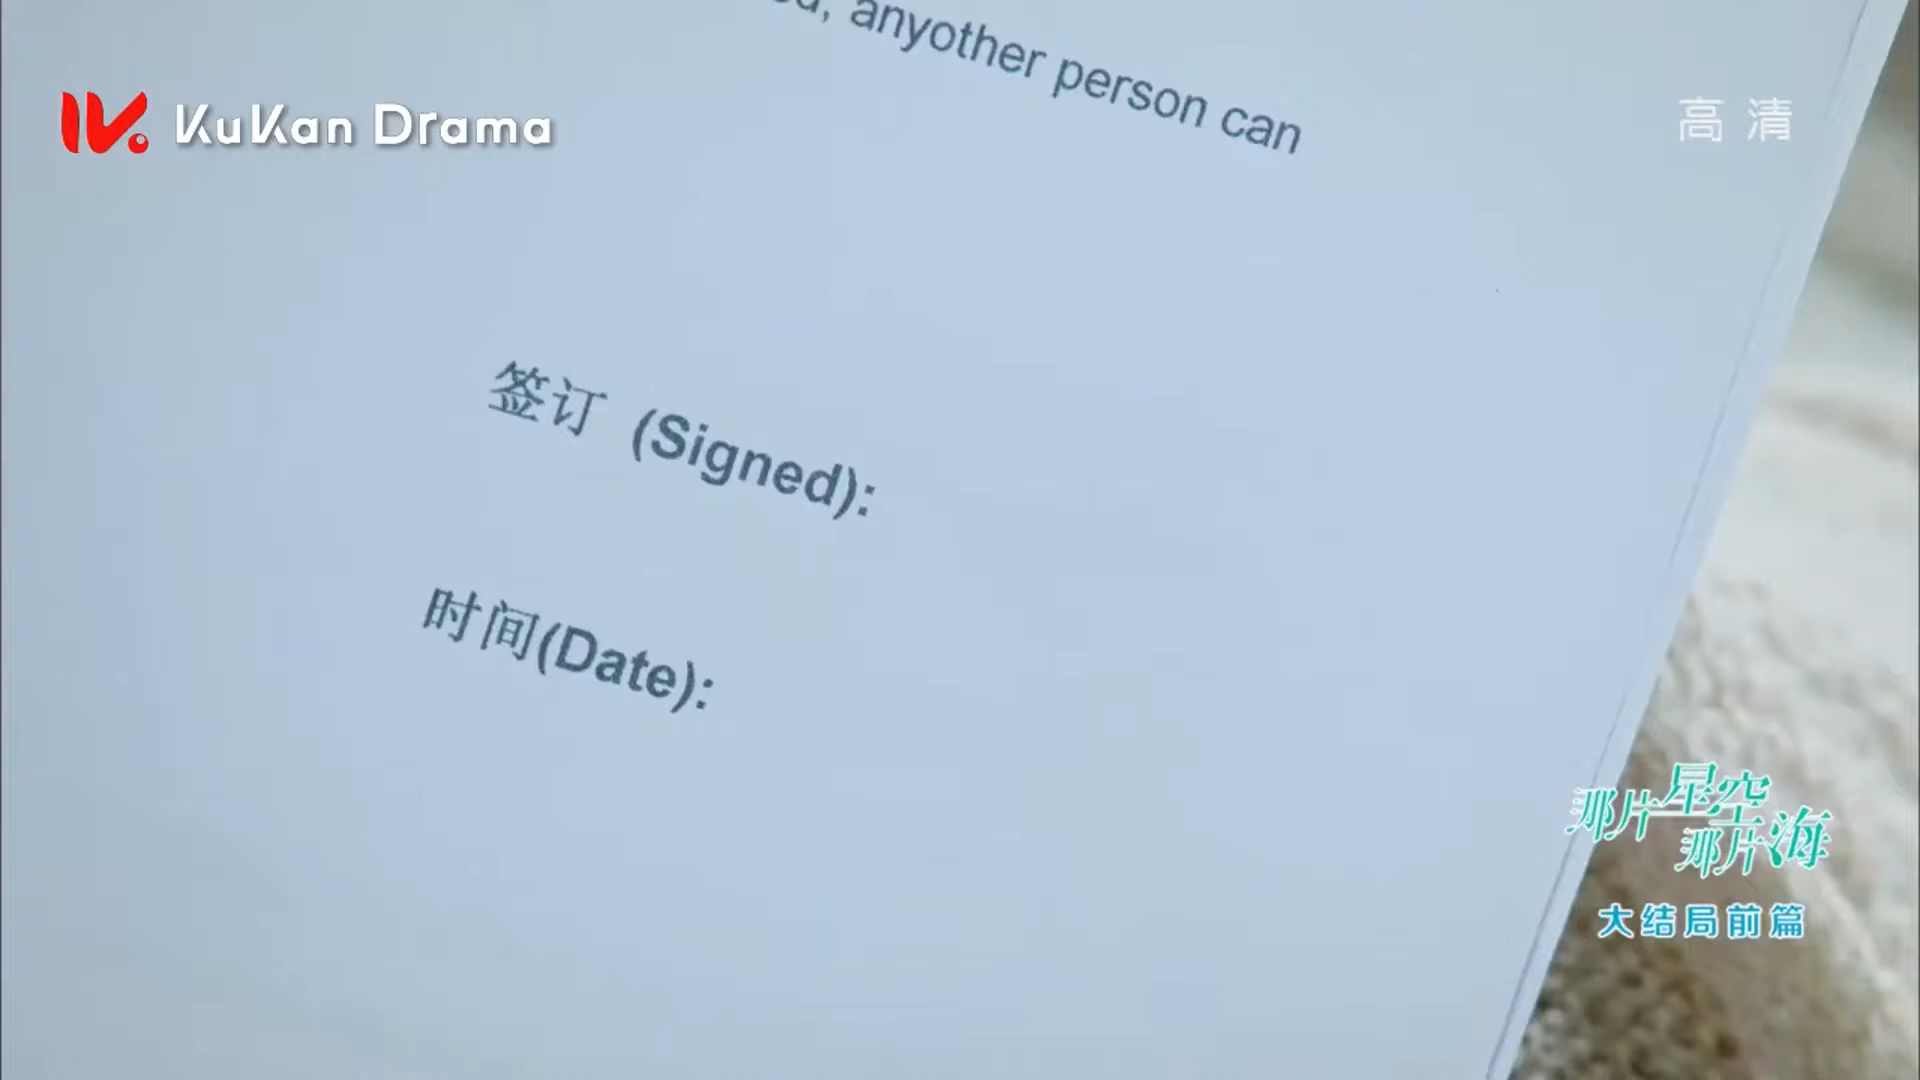 anyother person can
KuKan Drama
高清
签订 (Signed):
时间(Date):
那片星空
那片海
大结局前篇